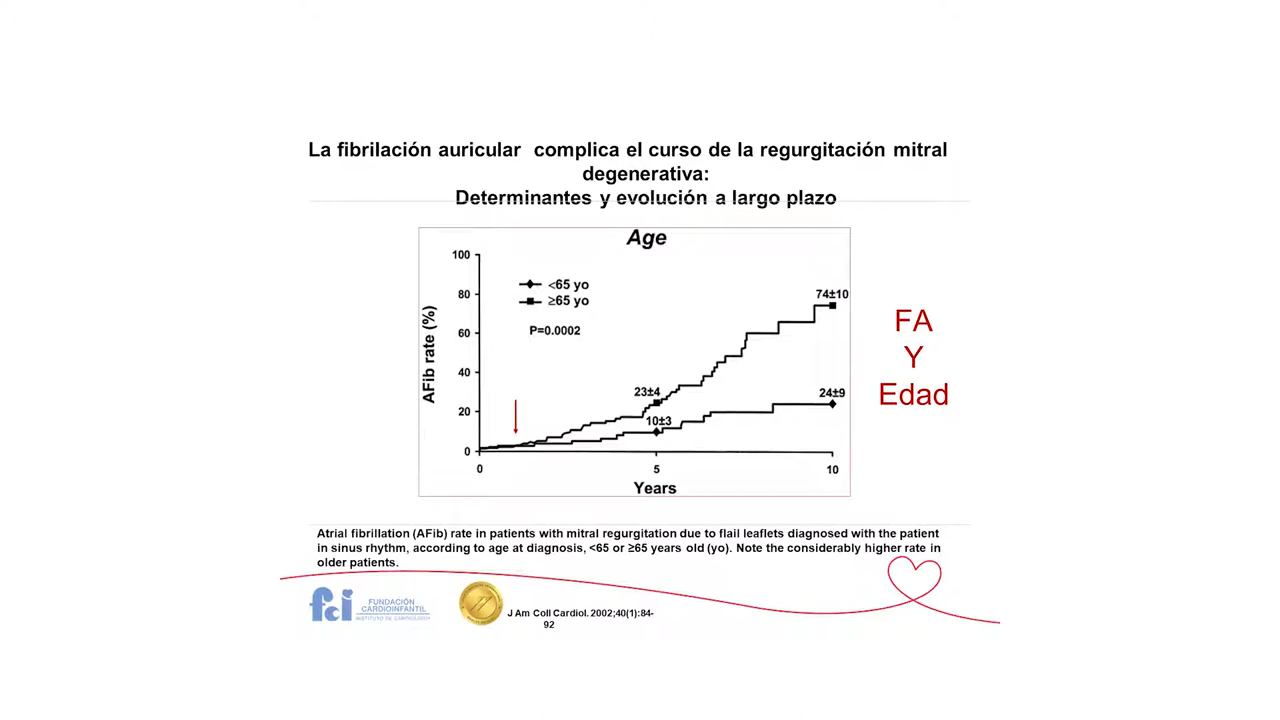 La fibrilación auricular complica el curso de la regurgitación mitral
degenerativa:
Determinantes y evolución a largo plazo
Age
100
80
60
40
20
0
AFib rate (%)
<65 yo
≥65 yo
P=0.0002
74±10
23±4
10±3
24±9
0
5
10
Years
FA
Y
Edad
Atrial fibrillation (AFib) rate in patients with mitral regurgitation due to flail leaflets diagnosed with the patient
in sinus rhythm, according to age at diagnosis, <65 or ≥65 years old (yo). Note the considerably higher rate in
older patients.
fci
FUNDACIÓN
CARDIOINFANTIL
INSTITUTO DE CARDIOLOGÍA
J Am Coll Cardiol. 2002;40(1):84-
92